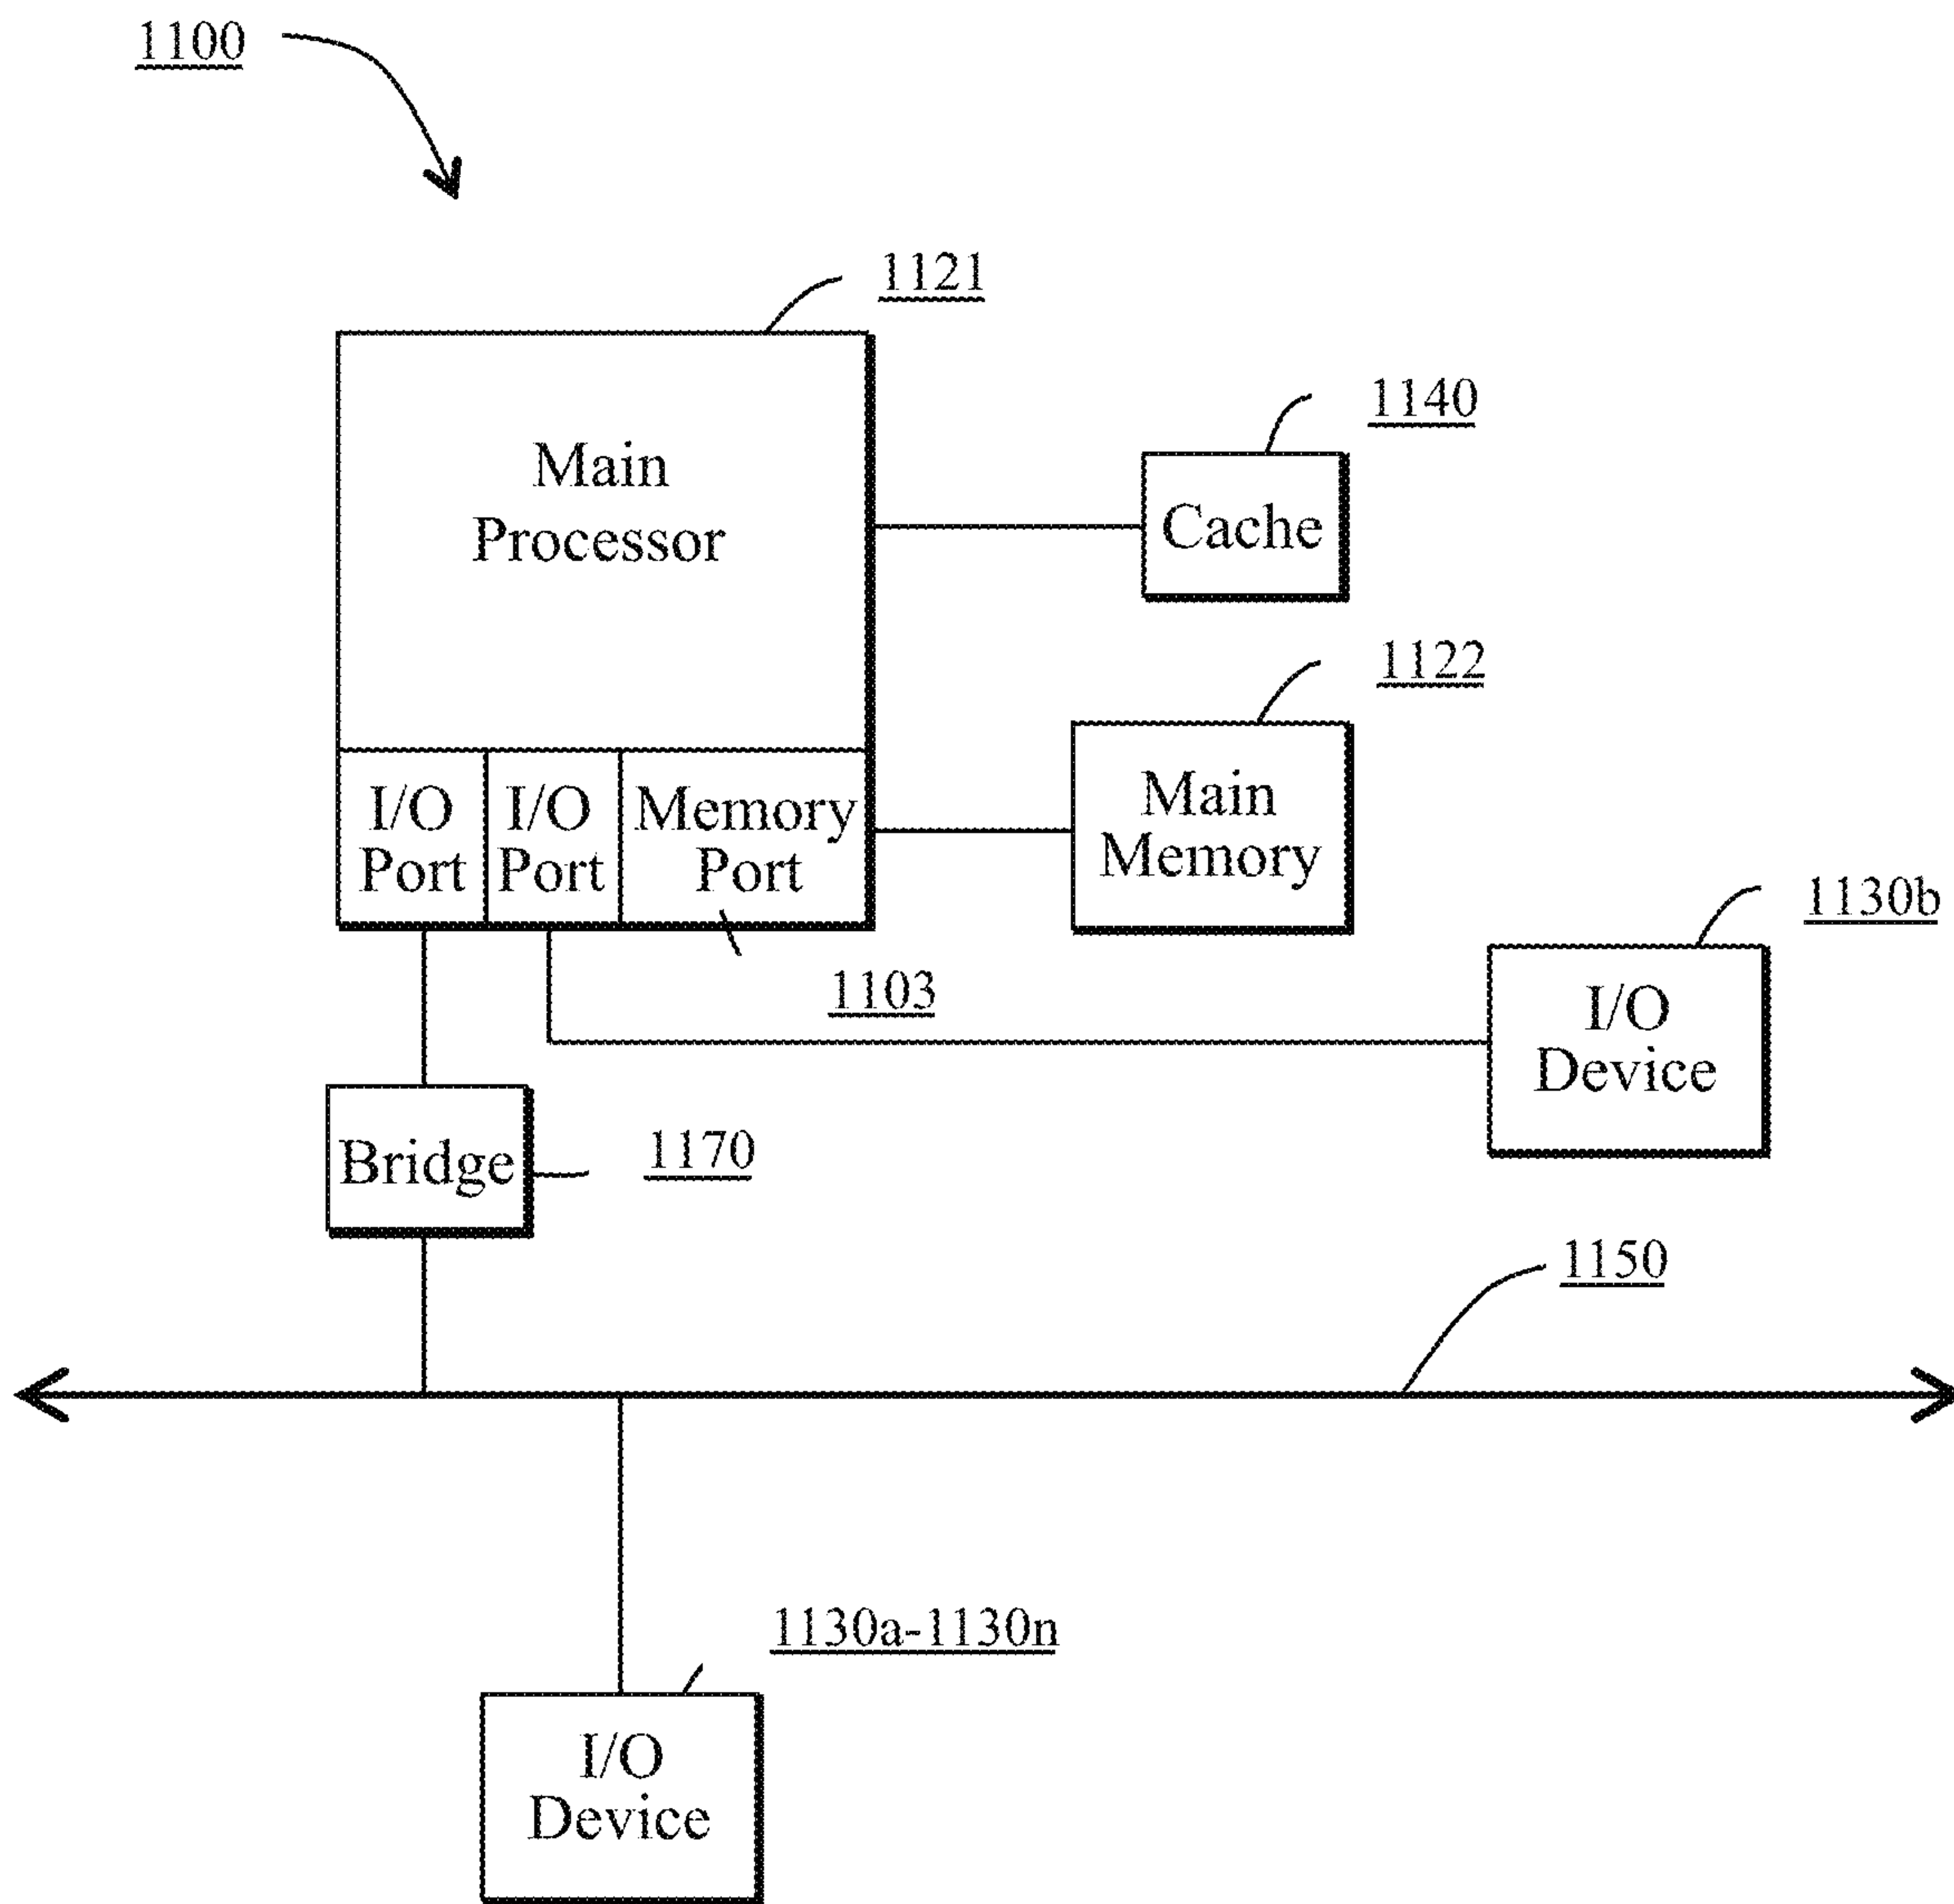 1100
1121
Main
Processor
1140
Cache
1122
Main
Memory
I/O
Port
I/O
Port
Memory
Port
1103
1130b
I/O
Device
Bridge
1170
1150
1130a-1130n
I/O
Device